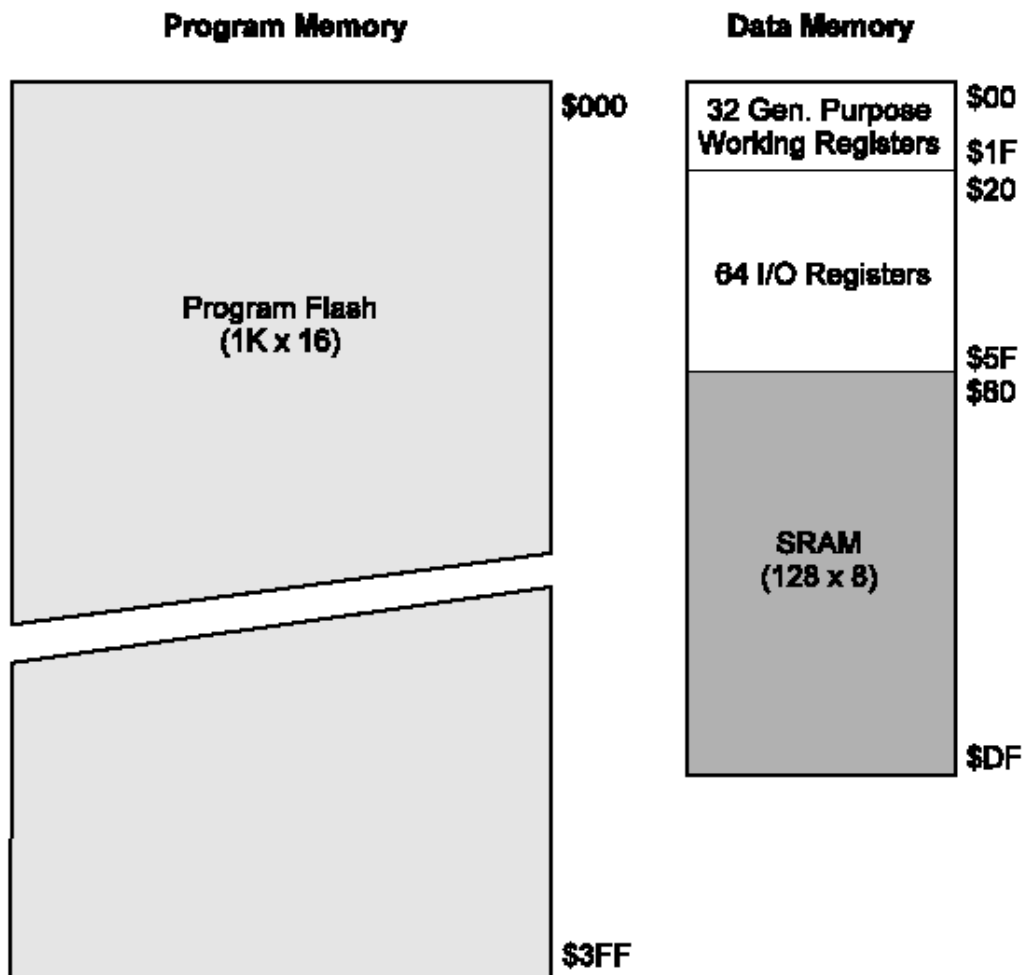 Program Memory
$000
Program Flash
(1K x 16)
$3FF
Data Memory
32 Gen. Purpose
Working Registers
$00
$1F
$20
64 I/O Registers
$5F
$60
SRAM
(128 x 8)
$DF